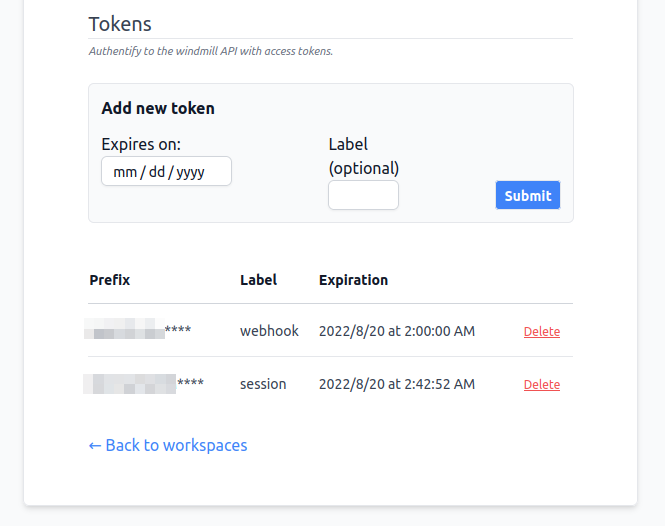 Tokens
Authentify to the windmill API with access tokens.
Add new token
Expires on:
mm / dd / yyyy
Label
(optional)
Submit
Prefix Label Expiration
**** webhook 2022/8/20 at 2:00:00 AM Delete
**** session 2022/8/20 at 2:42:52 AM Delete
← Back to workspaces